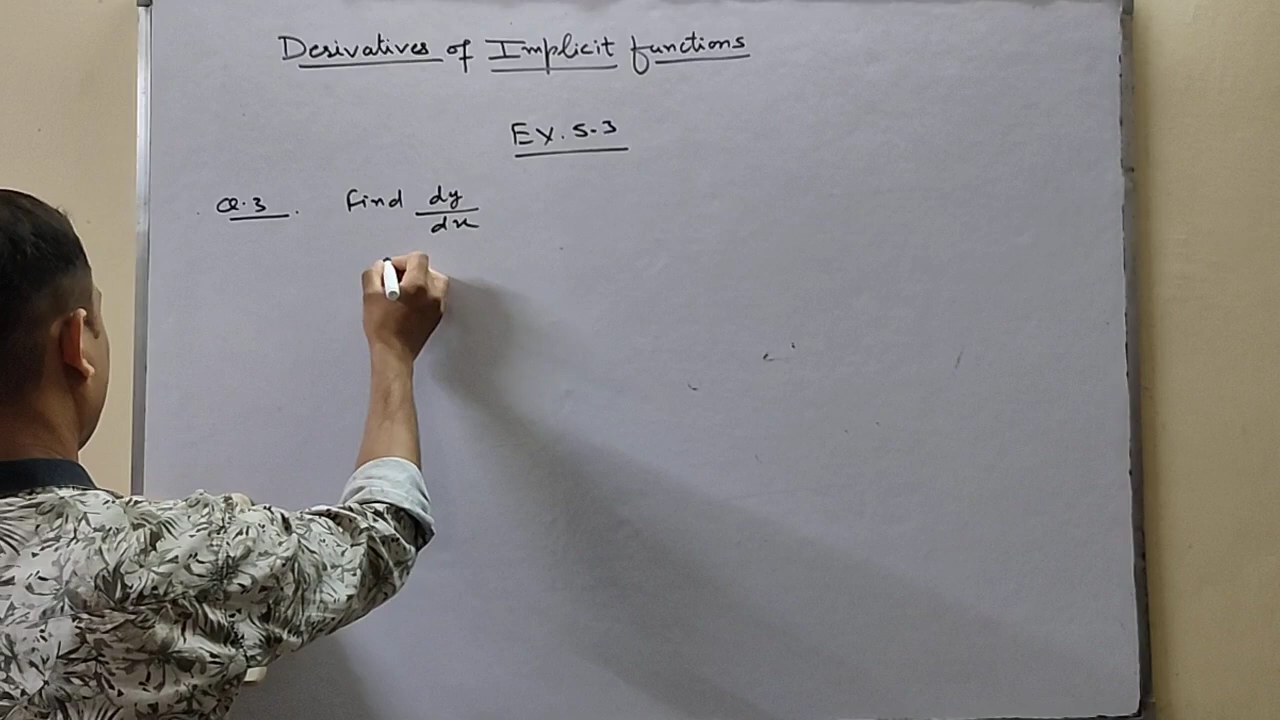 Derivatives of Implicit functions
Ex. 5.3
Q.3. Find dy/dx